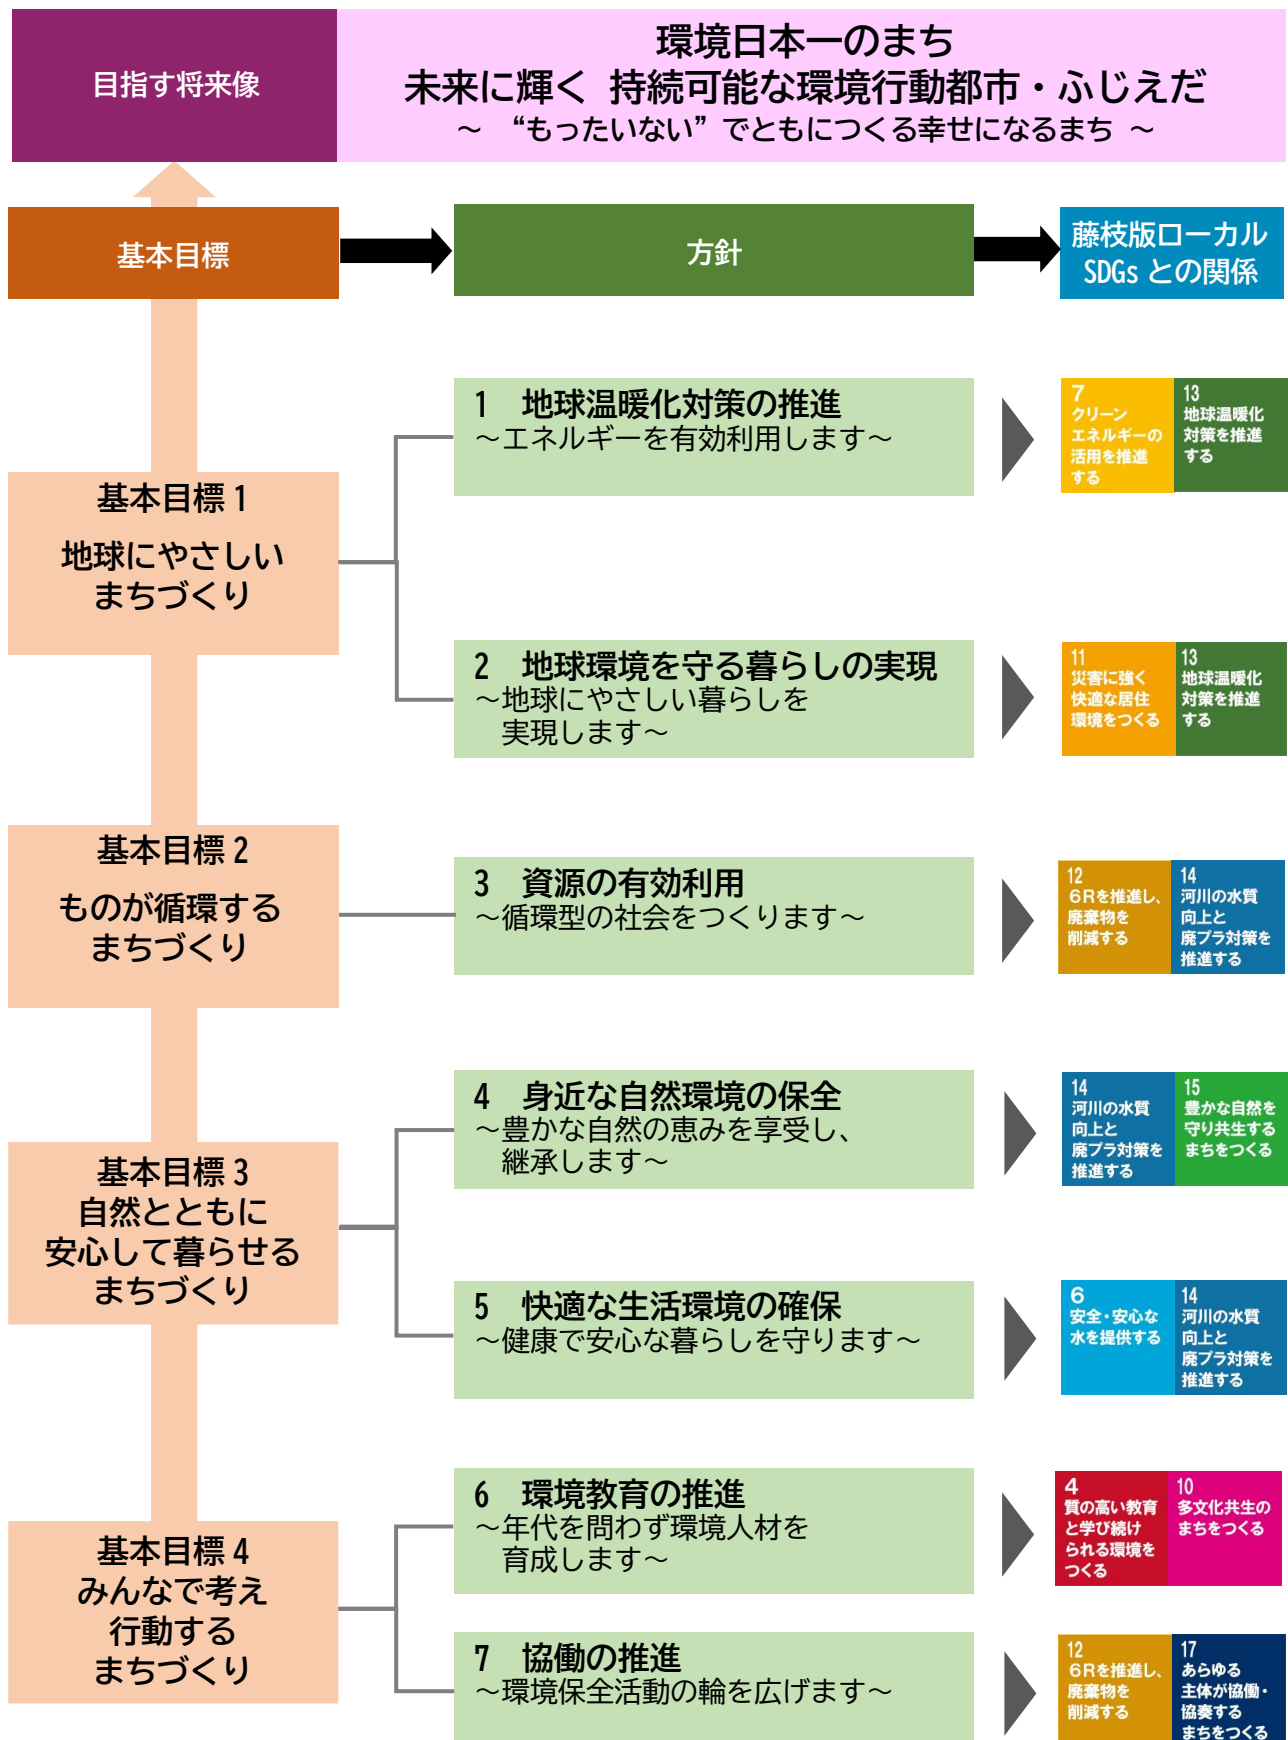 目指す将来像
環境日本一のまち
未来に輝く 持続可能な環境行動都市・ふじえだ
～ “もったいない”でともにつくる幸せになるまち ～
基本目標
方針
藤枝版ローカル
SDGs との関係
基本目標 1
地球にやさしい
まちづくり
1 地球温暖化対策の推進
～エネルギーを有効利用します～
7
クリーン
エネルギーの
活用を推進
する
13
地球温暖化
対策を推進
する
2 地球環境を守る暮らしの実現
～地球にやさしい暮らしを
実現します～
11
災害に強く
快適な居住
環境をつくる
13
地球温暖化
対策を推進
する
基本目標 2
ものが循環する
まちづくり
3 資源の有効利用
～循環型の社会をつくります～
12
6Rを推進し、
廃棄物を
削減する
14
河川の水質
向上と
廃プラ対策を
推進する
基本目標 3
自然とともに
安心して暮らせる
まちづくり
4 身近な自然環境の保全
～豊かな自然の恵みを享受し、
継承します～
14
河川の水質
向上と
廃プラ対策を
推進する
15
豊かな自然を
守り共生する
まちをつくる
5 快適な生活環境の確保
～健康で安心な暮らしを守ります～
6
安全・安心な
水を提供する
14
河川の水質
向上と
廃プラ対策を
推進する
基本目標 4
みんなで考え
行動する
まちづくり
6 環境教育の推進
～年代を問わず環境人材を
育成します～
4
質の高い教育
と学び続け
られる環境を
つくる
10
多文化共生の
まちをつくる
7 協働の推進
～環境保全活動の輪を広げます～
12
6Rを推進し、
廃棄物を
削減する
17
あらゆる
主体が協働・
協奏する
まちをつくる